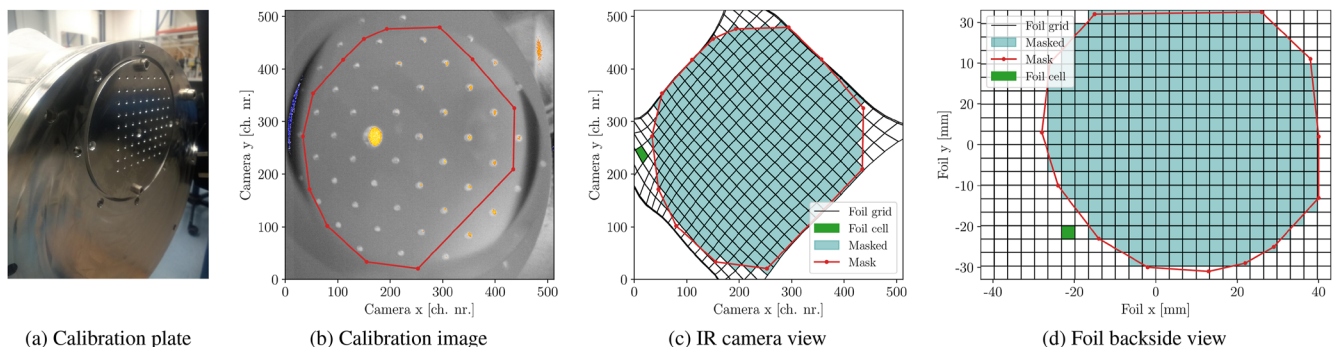 500
400
300
200
100
0
Camera y [ch. nr.]
0 100 200 300 400 500
Camera x [ch. nr.]
500
400
300
200
100
0
Camera y [ch. nr.]
0 100 200 300 400 500
Camera x [ch. nr.]
Foil grid
Foil cell
Masked
Mask
30
10
20
0
-10
-20
-30
Foil y [mm]
-40 -20 0 20 40
Foil x [mm]
Foil grid
Masked
Mask
Foil cell
(a) Calibration plate
(b) Calibration image
(c) IR camera view
(d) Foil backside view